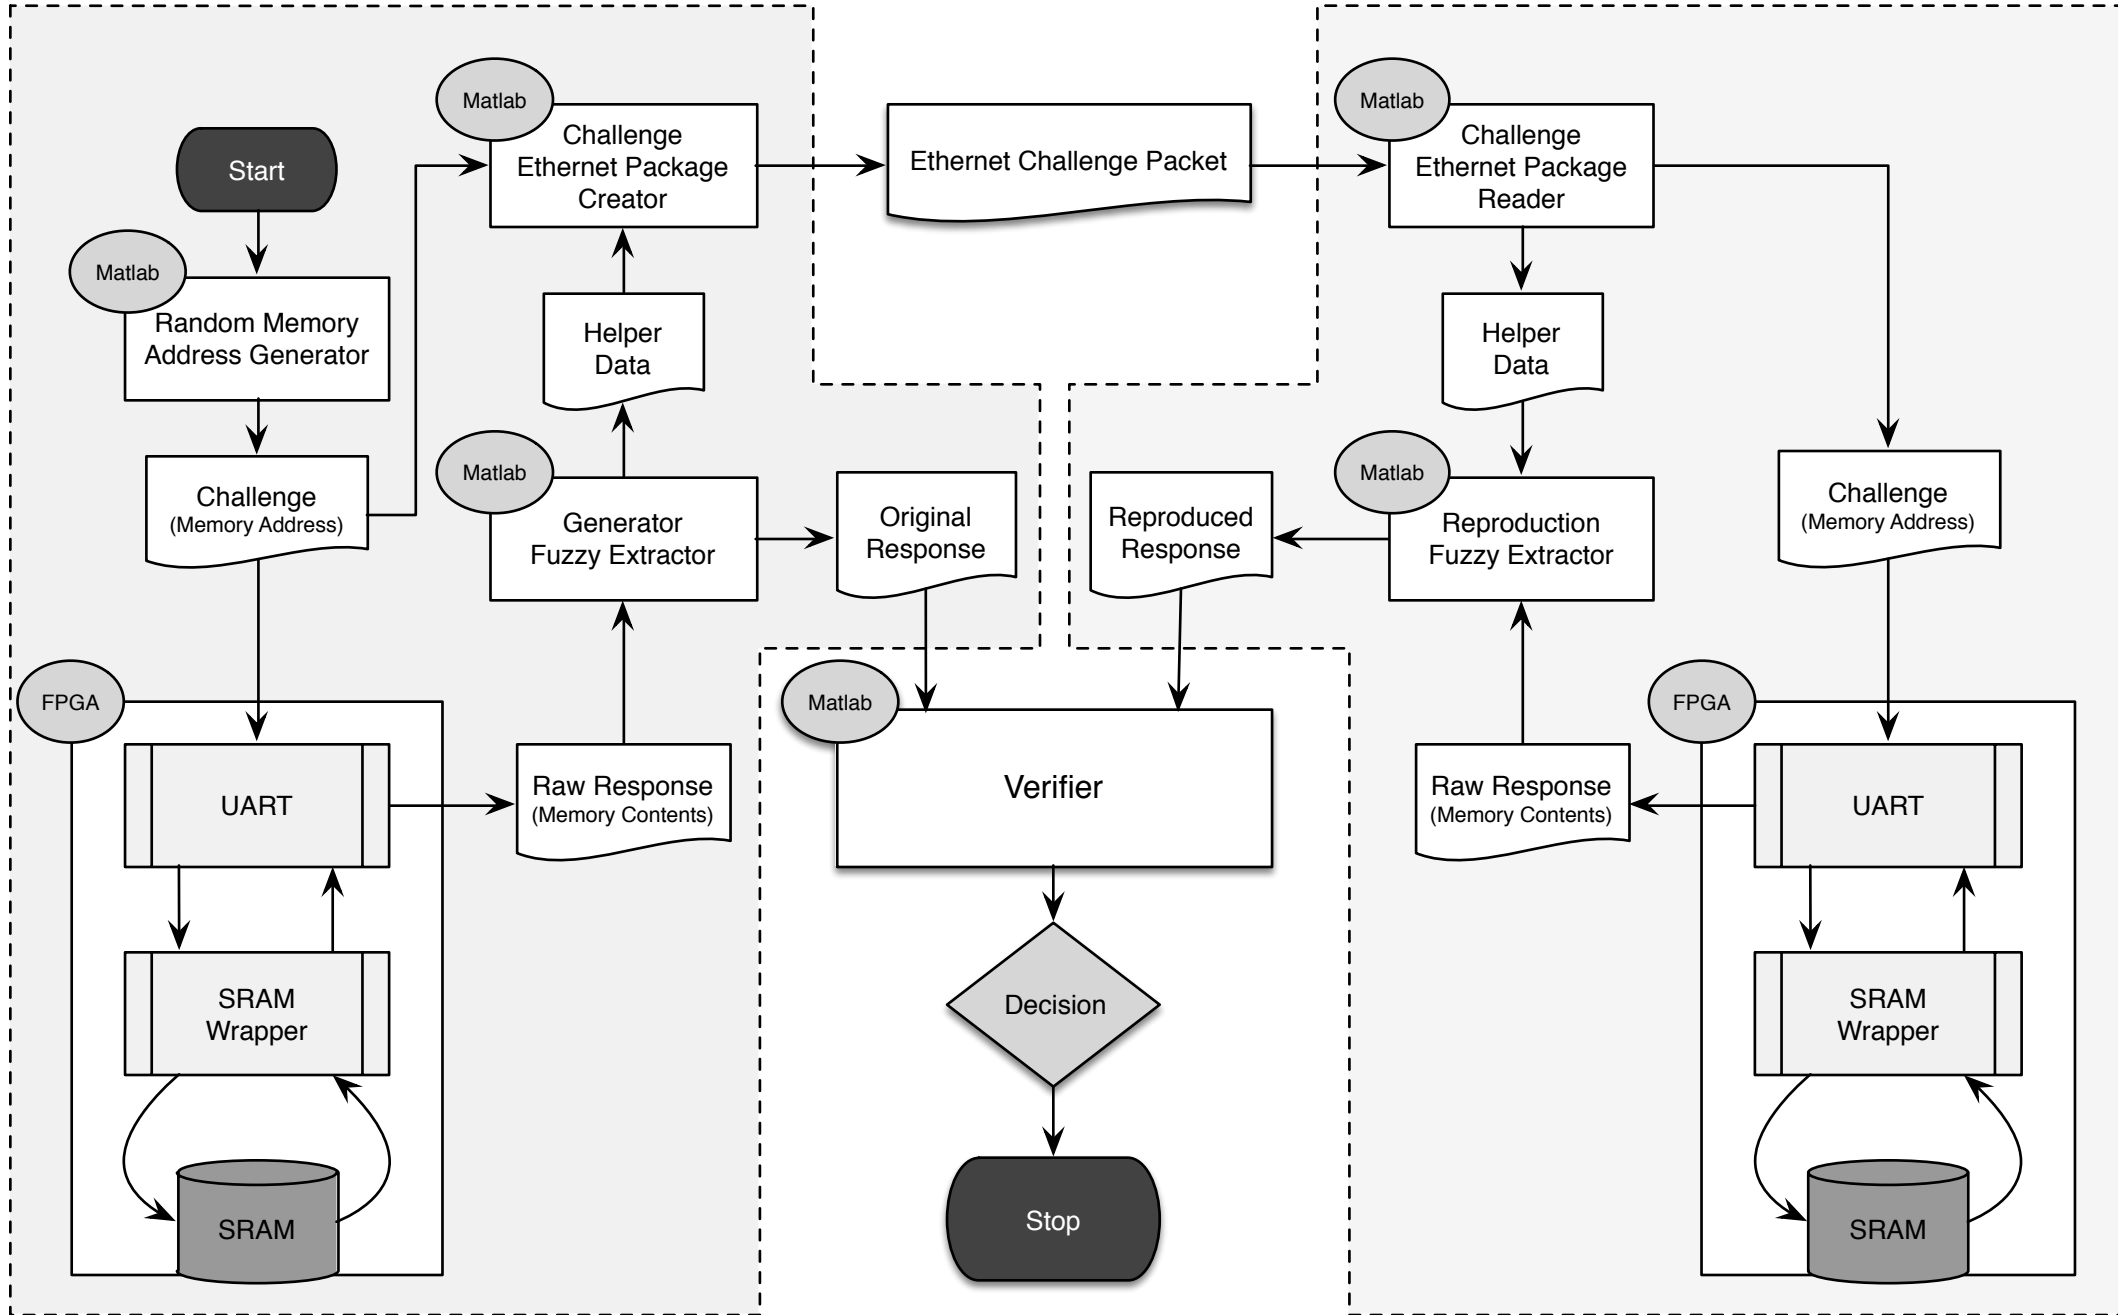 Start
Matlab
Random Memory
Address Generator
Challenge
(Memory Address)
Matlab
Challenge
Ethernet Package
Creator
Helper
Data
Matlab
Generator
Fuzzy Extractor
Original
Response
FPGA
UART
Raw Response
(Memory Contents)
SRAM
Wrapper
SRAM
Ethernet Challenge Packet
Matlab
Challenge
Ethernet Package
Reader
Helper
Data
Matlab
Reproduction
Fuzzy Extractor
Reproduced
Response
Challenge
(Memory Address)
FPGA
UART
Raw Response
(Memory Contents)
SRAM
Wrapper
SRAM
Matlab
Verifier
Decision
Stop